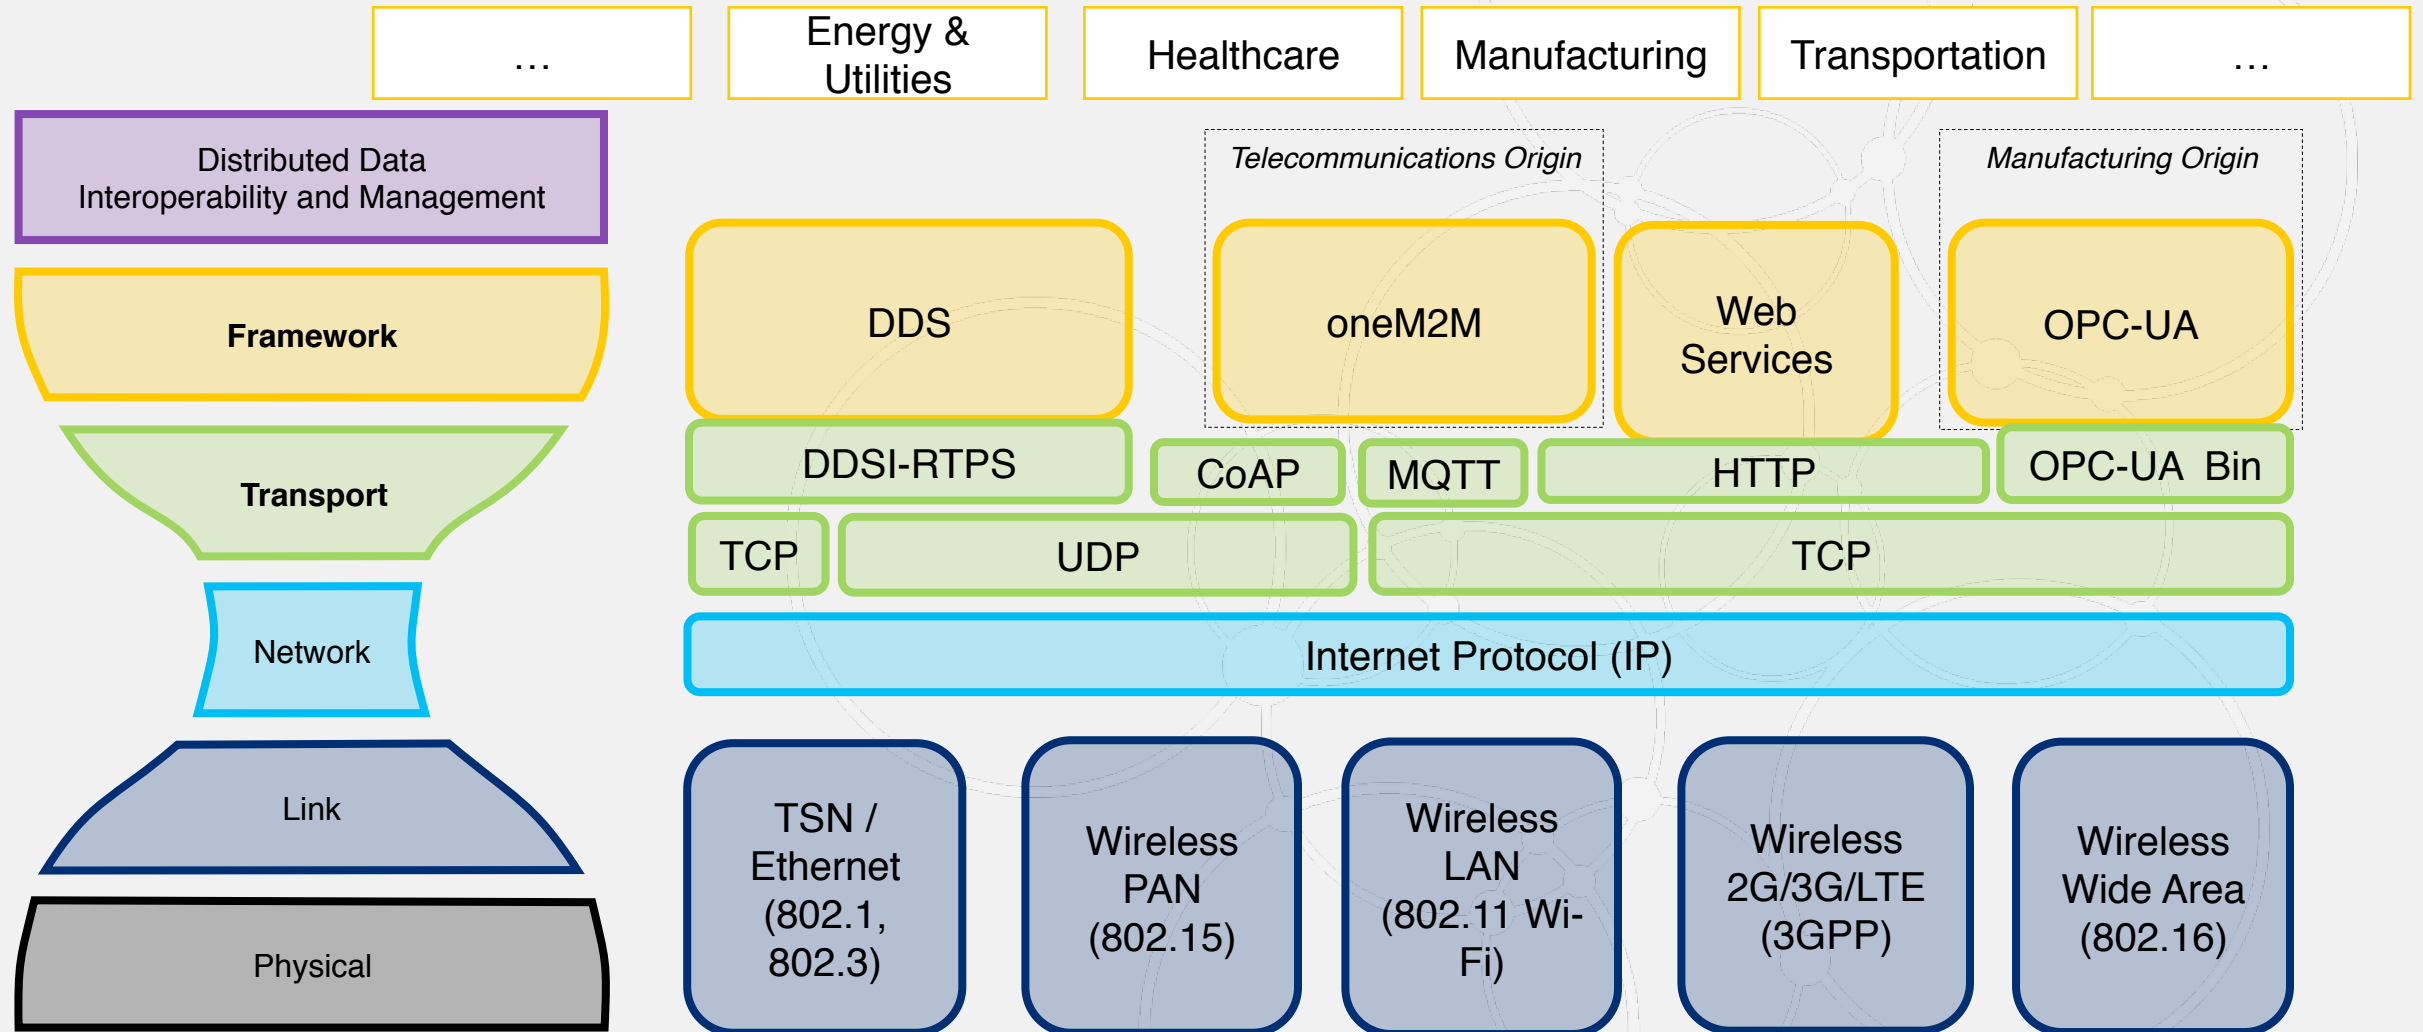 ...
Energy &
Utilities
Healthcare
Manufacturing
Transportation
...
Distributed Data
Interoperability and Management
Telecommunications Origin
Manufacturing Origin
Framework
DDS
oneM2M
Web
Services
OPC-UA
Transport
DDSI-RTPS
CoAP
MQTT
HTTP
OPC-UA Bin
TCP
UDP
TCP
Network
Internet Protocol (IP)
Link
Physical
TSN /
Ethernet
(802.1,
802.3)
Wireless
PAN
(802.15)
Wireless
LAN
(802.11 Wi-
Fi)
Wireless
2G/3G/LTE
(3GPP)
Wireless
Wide Area
(802.16)